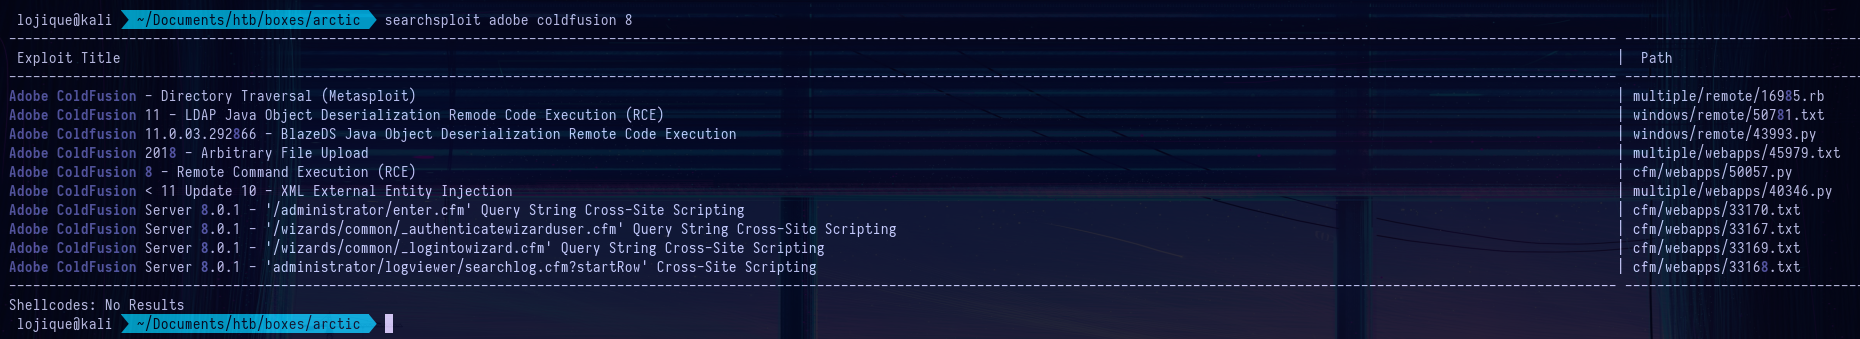 lojique@kali ~/Documents/htb/boxes/arctic searchsploit adobe coldfusion 8
Exploit Title | Path
Adobe ColdFusion - Directory Traversal (Metasploit) | multiple/remote/16985.rb
Adobe ColdFusion 11 - LDAP Java Object Deserialization Remode Code Execution (RCE) | windows/remote/50781.txt
Adobe Coldfusion 11.0.03.292866 - BlazeDS Java Object Deserialization Remote Code Execution | windows/remote/43993.py
Adobe ColdFusion 2018 - Arbitrary File Upload | multiple/webapps/45979.txt
Adobe ColdFusion 8 - Remote Command Execution (RCE) | cfm/webapps/50057.py
Adobe ColdFusion < 11 Update 10 - XML External Entity Injection | multiple/webapps/40346.py
Adobe ColdFusion Server 8.0.1 - '/administrator/enter.cfm' Query String Cross-Site Scripting | cfm/webapps/33170.txt
Adobe ColdFusion Server 8.0.1 - '/wizards/common/_authenticatewizarduser.cfm' Query String Cross-Site Scripting | cfm/webapps/33167.txt
Adobe ColdFusion Server 8.0.1 - '/wizards/common/_logintowizard.cfm' Query String Cross-Site Scripting | cfm/webapps/33169.txt
Adobe ColdFusion Server 8.0.1 - 'administrator/logviewer/searchlog.cfm?startRow' Cross-Site Scripting | cfm/webapps/33168.txt
Shellcodes: No Results
lojique@kali ~/Documents/htb/boxes/arctic